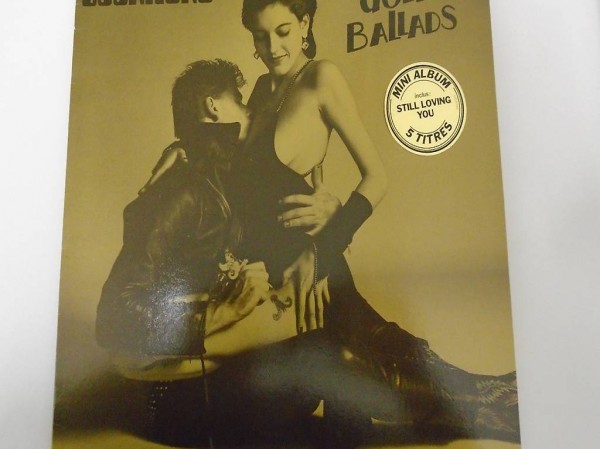 BALLADS
MINI ALBUM
inclus:
STILL LOVING
YOU
5 TITRES